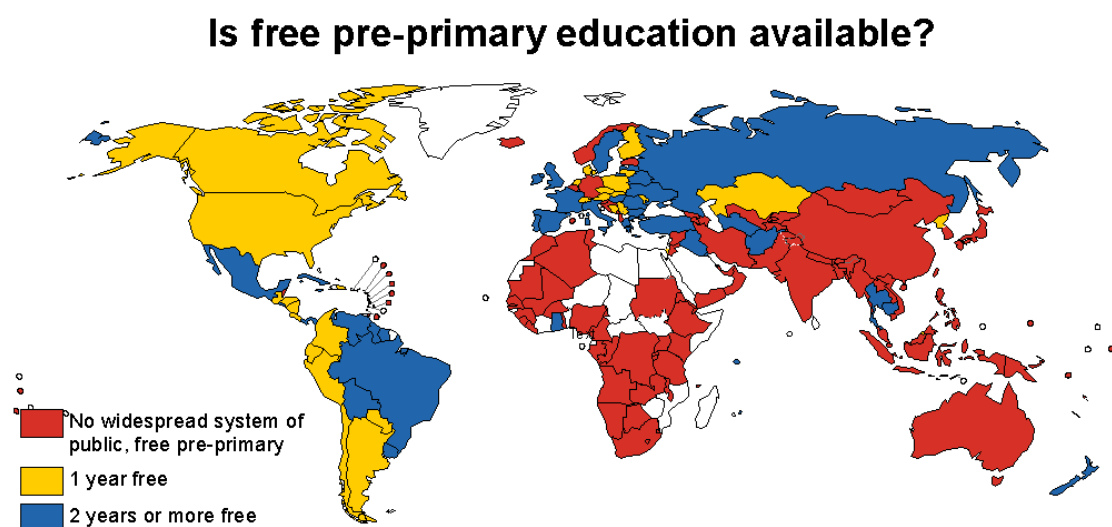 Is free pre-primary education available?
Text
No widespread system of
public, free pre-primary
1 year free
2 years or more free